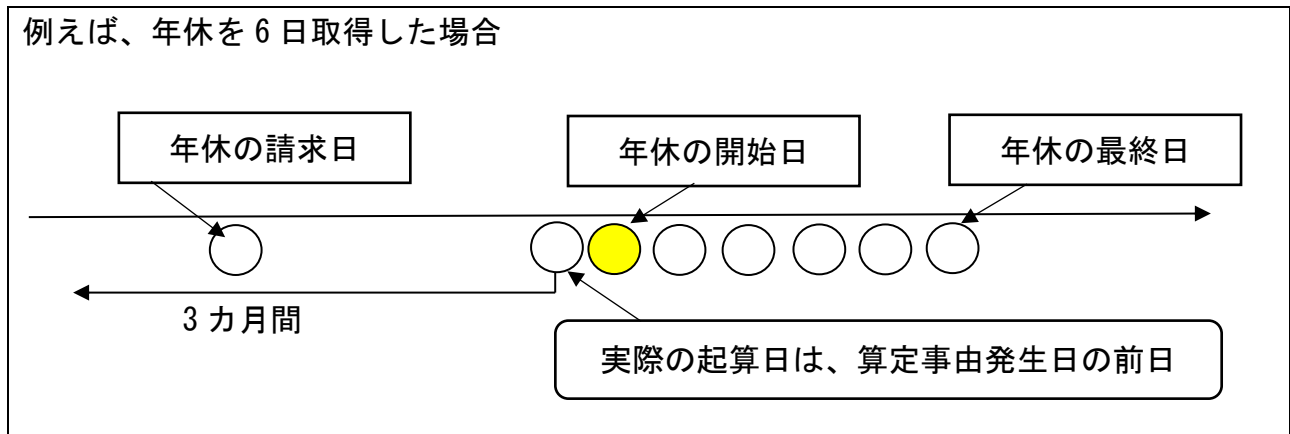 例えば、年休を6日取得した場合
年休の請求日
年休の開始日
年休の最終日
3カ月間
実際の起算日は、算定事由発生日の前日